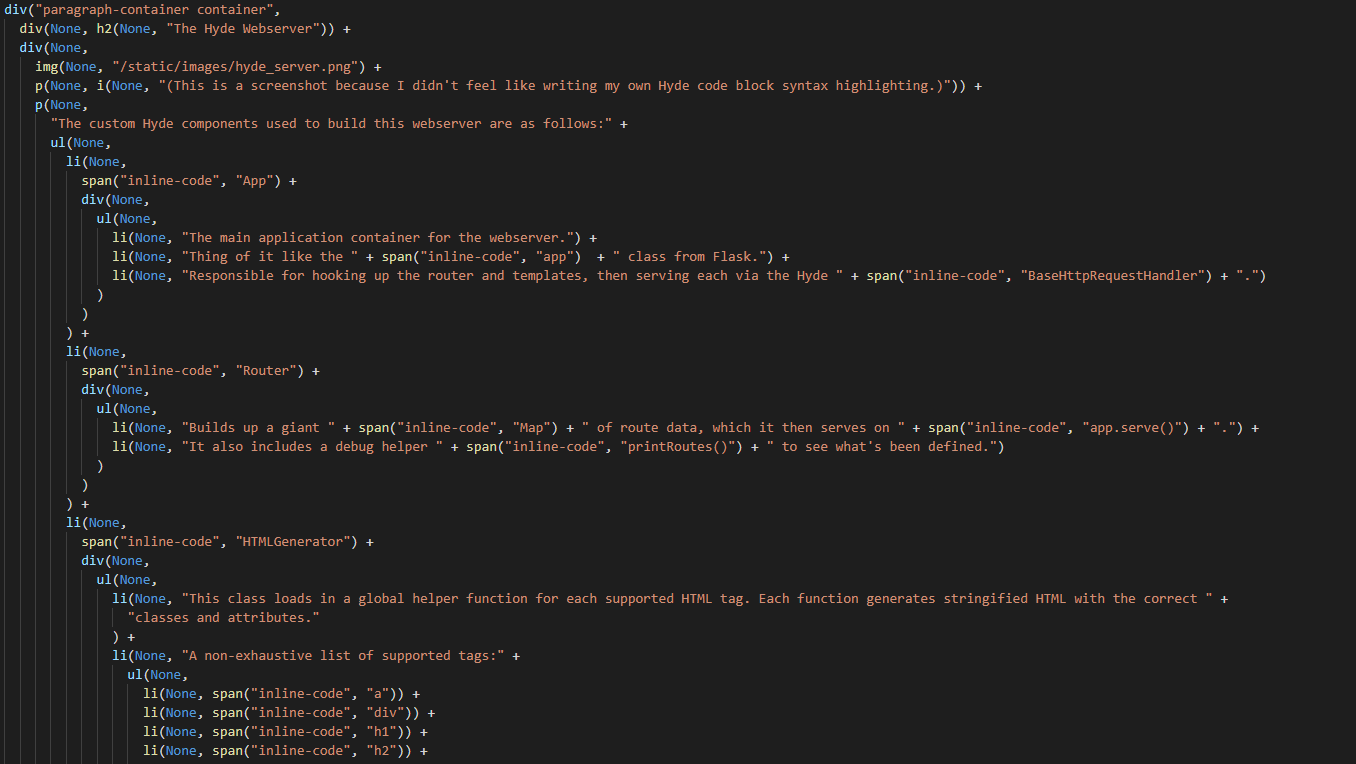 div("paragraph-container container",
div(None, h2(None, "The Hyde Webserver")) +
div(None,
img(None, "/static/images/hyde_server.png") +
p(None, i(None, "(This is a screenshot because I didn't feel like writing my own Hyde code block syntax highlighting.)")) +
p(None,
"The custom Hyde components used to build this webserver are as follows:" +
ul(None,
li(None,
span("inline-code", "App") +
div(None,
ul(None,
li(None, "The main application container for the webserver.") +
li(None, "Thing of it like the " + span("inline-code", "app")  + " class from Flask.") +
li(None, "Responsible for hooking up the router and templates, then serving each via the Hyde " + span("inline-code", "BaseHttpRequestHandler") + ".")
)
)
) +
li(None,
span("inline-code", "Router") +
div(None,
ul(None,
li(None, "Builds up a giant " + span("inline-code", "Map") + " of route data, which it then serves on " + span("inline-code", "app.serve()") + ".") +
li(None, "It also includes a debug helper " + span("inline-code", "printRoutes()") + " to see what's been defined.")
)
)
) +
li(None,
span("inline-code", "HTMLGenerator") +
div(None,
ul(None,
li(None, "This class loads in a global helper function for each supported HTML tag. Each function generates stringified HTML with the correct " +
"classes and attributes."
) +
li(None, "A non-exhaustive list of supported tags:" +
ul(None,
li(None, span("inline-code", "a")) +
li(None, span("inline-code", "div")) +
li(None, span("inline-code", "h1")) +
li(None, span("inline-code", "h2")) +